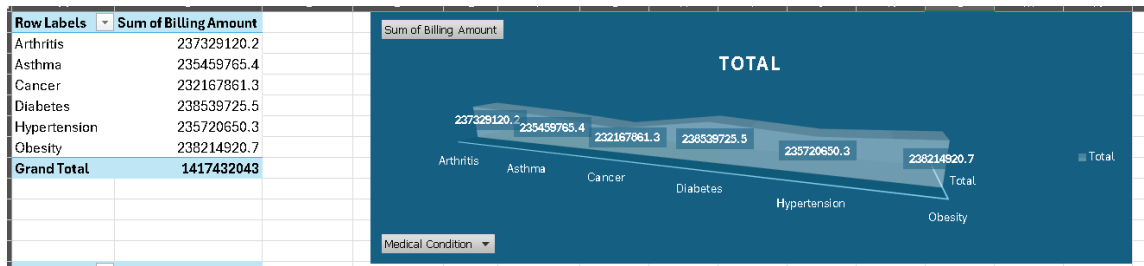 Row Labels Sum of Billing Amount
Arthritis 237329120.2
Asthma 235459765.4
Cancer 232167861.3
Diabetes 238539725.5
Hypertension 235720650.3
Obesity 238214920.7
Grand Total 1417432043
Sum of Billing Amount
TOTAL
237329120.2
235459765.4
232167861.3
238539725.5
235720650.3
238214920.7
Arthritis
Asthma
Cancer
Diabetes
Hypertension
Obesity
Total
Total
Medical Condition